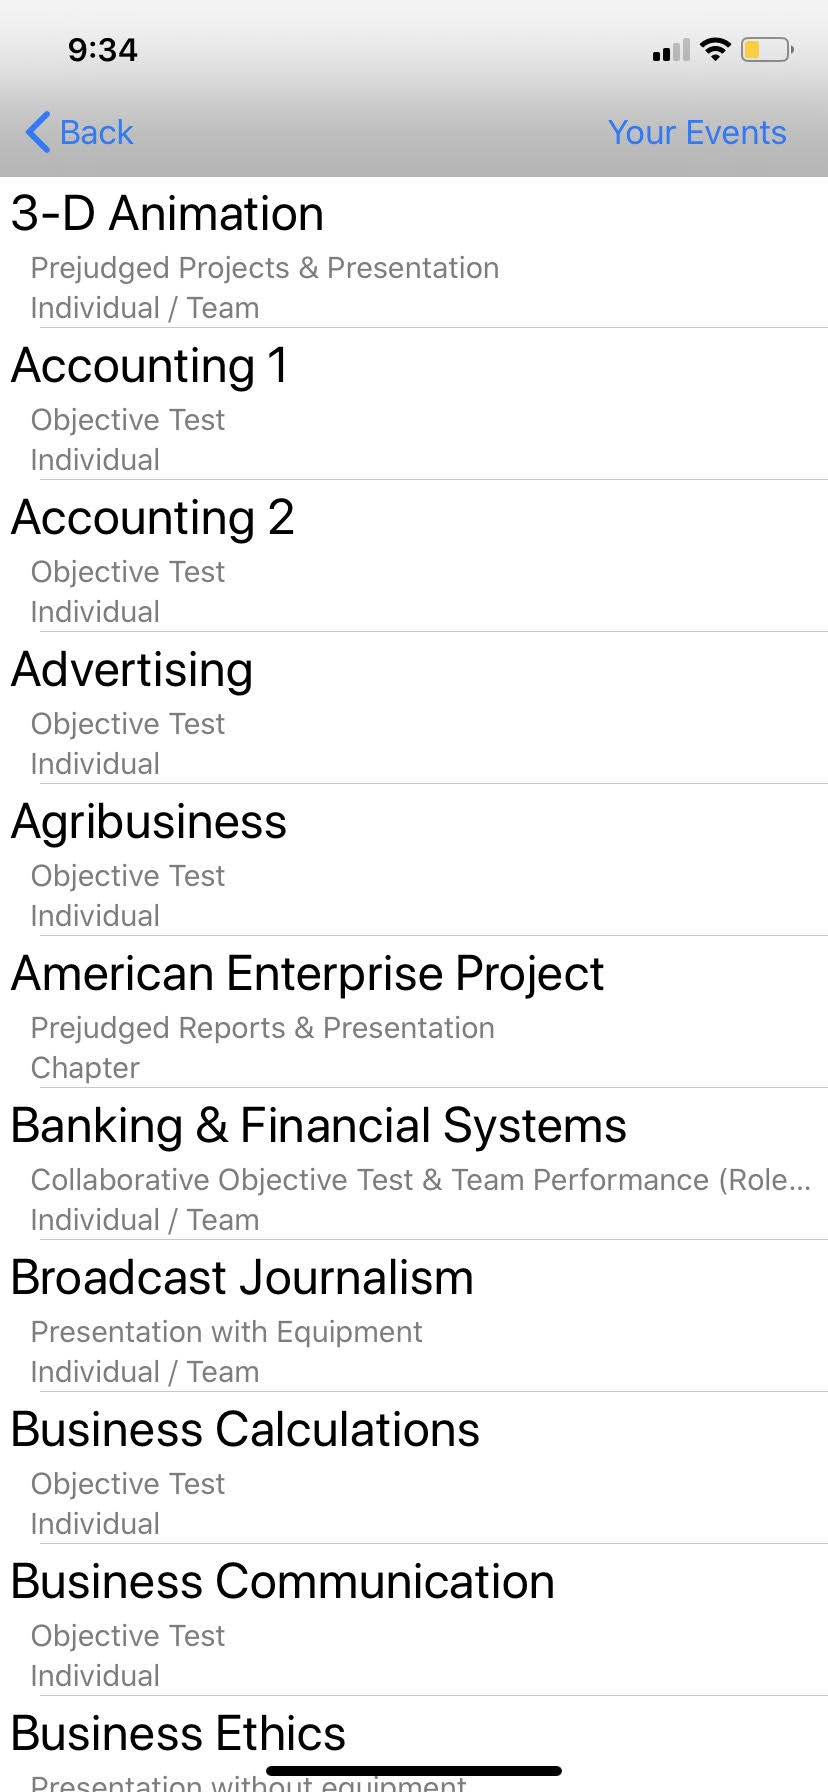 9:34
Back Your Events
3-D Animation
Prejudged Projects & Presentation
Individual / Team
Accounting 1
Objective Test
Individual
Accounting 2
Objective Test
Individual
Advertising
Objective Test
Individual
Agribusiness
Objective Test
Individual
American Enterprise Project
Prejudged Reports & Presentation
Chapter
Banking & Financial Systems
Collaborative Objective Test & Team Performance (Role...
Individual / Team
Broadcast Journalism
Presentation with Equipment
Individual / Team
Business Calculations
Objective Test
Individual
Business Communication
Objective Test
Individual
Business Ethics
Presentation without equipment